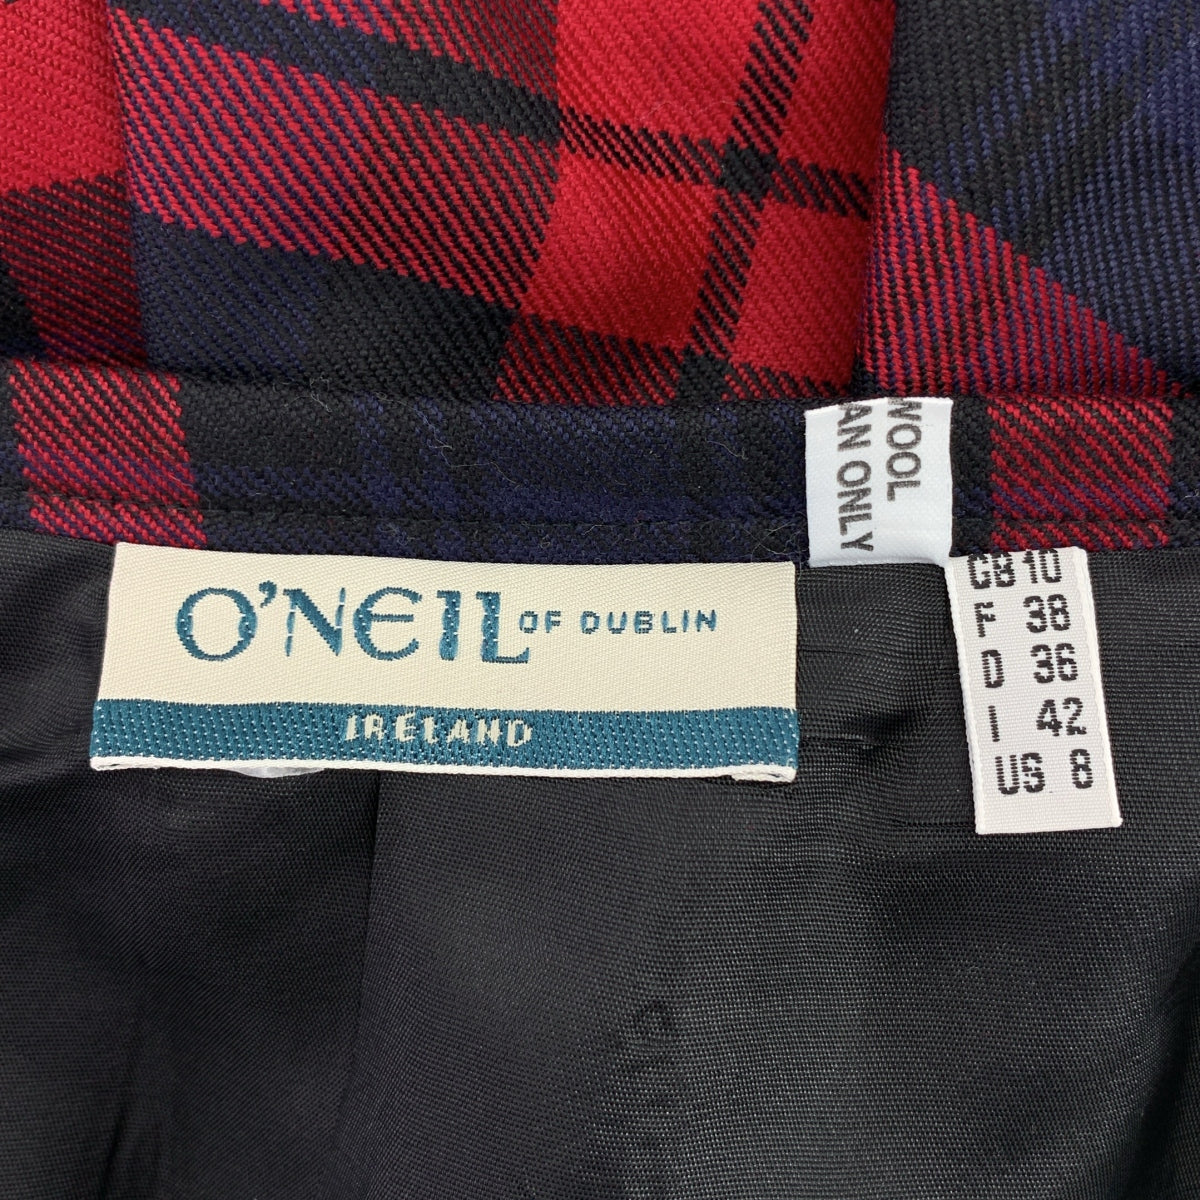 WOOL
AN ONLY
O'NEIL OF DUBLIN
IRELAND
GB 10
F 38
D 36
I 42
US 8